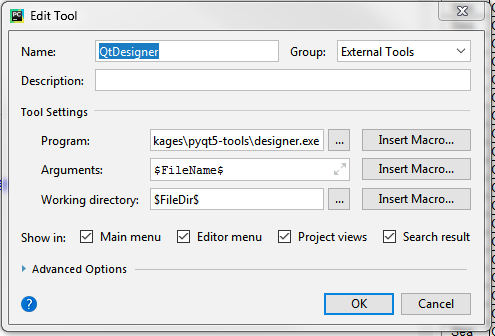 Edit Tool
Name: QtDesigner Group: External Tools
Description:
Tool Settings
Program: kages\pyqt5-tools\designer.exe ... Insert Macro...
Arguments: $FileName$ Insert Macro...
Working directory: $FileDir$ ... Insert Macro...
Show in: Main menu Editor menu Project views Search result
Advanced Options
? OK Cancel